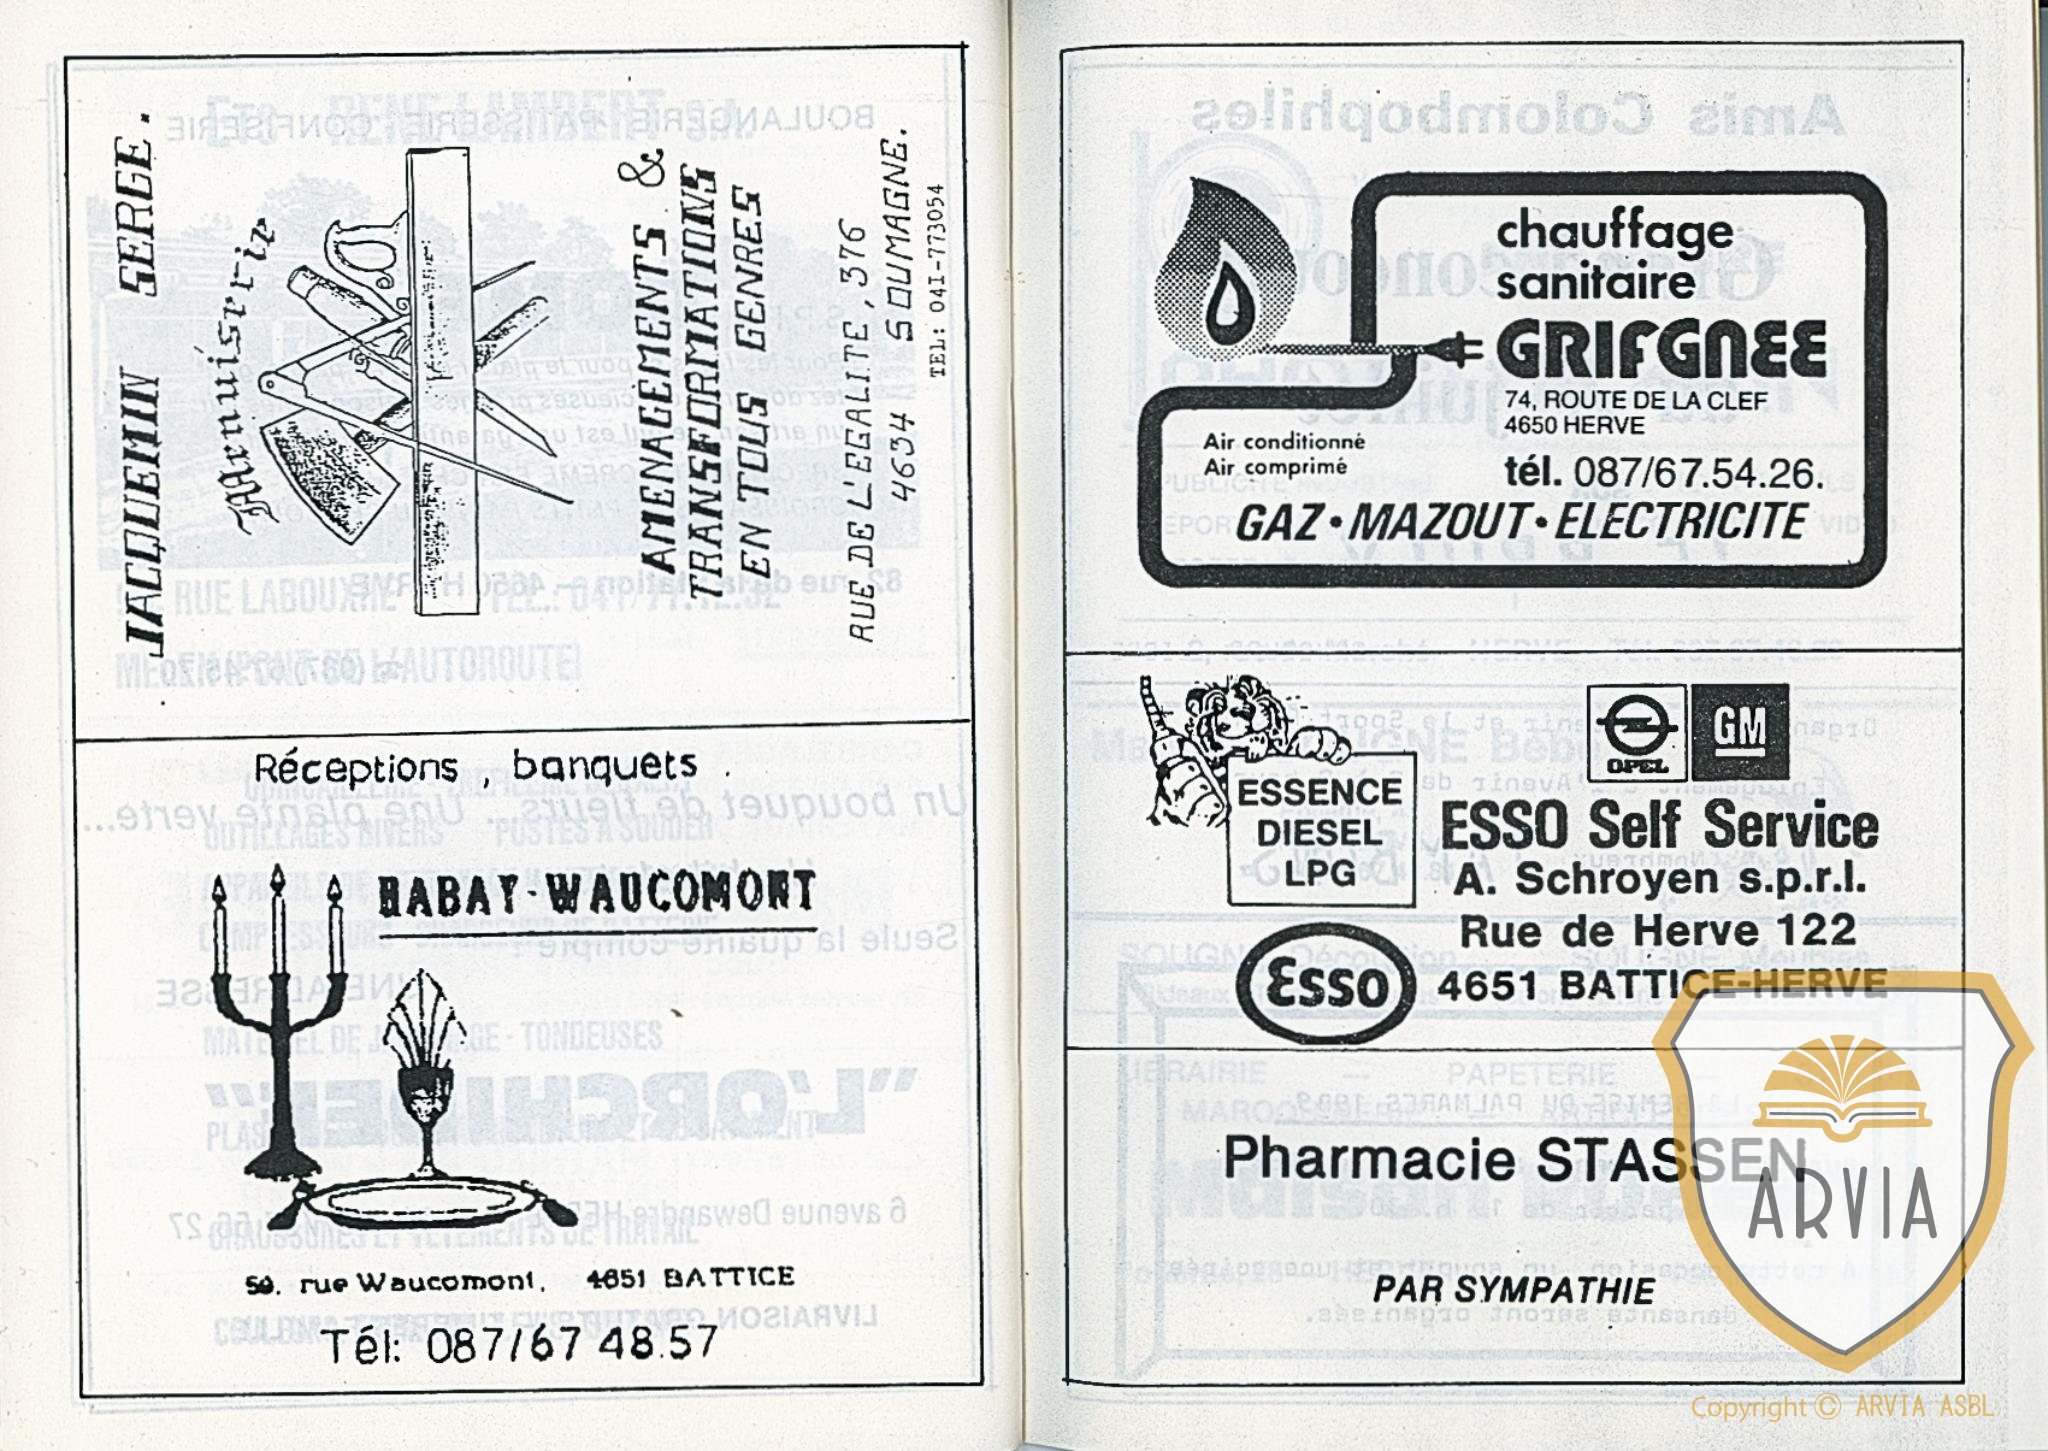 JACQUEMIN SERGE.
Menuiserie
AMENAGEMENTS &
TRANSFORMATIONS
EN TOUS GENRES
RUE DE L'EGALITE, 376
4634 SOUMAGNE.
TEL: 041-773054
Réceptions, banquets.
HABAY-WAUCOMONT
59, rue Waucomont, 4651 BATTICE
Tél: 087/67 48.57
chauffage
sanitaire
GRIFGNEE
74, ROUTE DE LA CLEF
4650 HERVE
Air conditionné
Air comprimé
tél. 087/67.54.26.
GAZ • MAZOUT • ELECTRICITE
OPEL
GM
ESSENCE
DIESEL
LPG
ESSO Self Service
A. Schroyen s.p.r.l.
Rue de Herve 122
4651 BATTICE-HERVE
Esso
Pharmacie STASSEN
PAR SYMPATHIE
ARVIA
Copyright © ARVIA ASBL